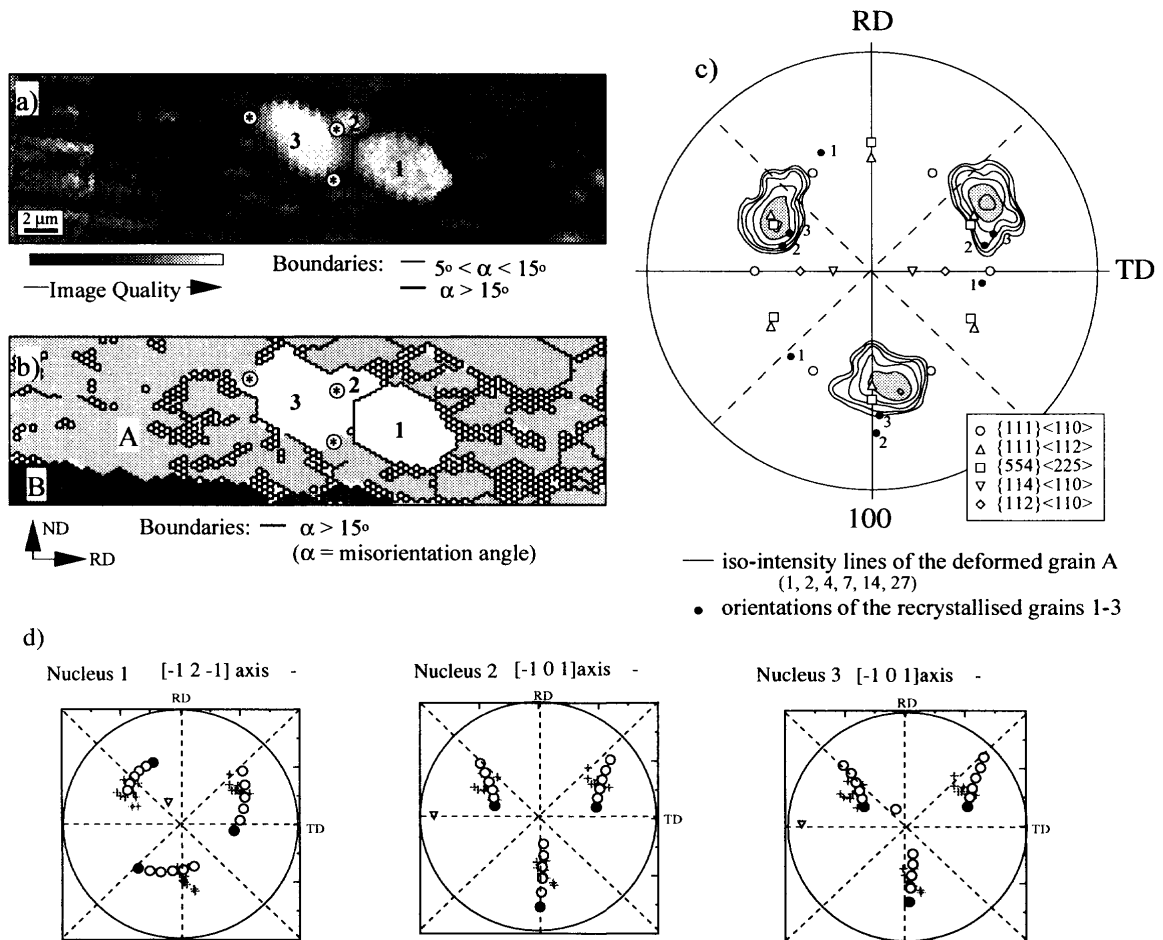 a)
3
2
1
2 µm
Image Quality
Boundaries: — 5° < α < 15°
— α > 15°
b)
2
3
1
A
B
ND
RD
Boundaries: — α > 15°
(α = misorientation angle)
c)
RD
TD
100
1
3
2
3
2
1
1
3
2
{111}<110>
{111}<112>
{554}<225>
{114}<110>
{112}<110>
— iso-intensity lines of the deformed grain A
(1, 2, 4, 7, 14, 27)
• orientations of the recrystallised grains 1-3
d)
Nucleus 1 [-1 2 -1] axis -
RD
TD
Nucleus 2 [-1 0 1]axis -
RD
TD
Nucleus 3 [-1 0 1]axis -
RD
TD